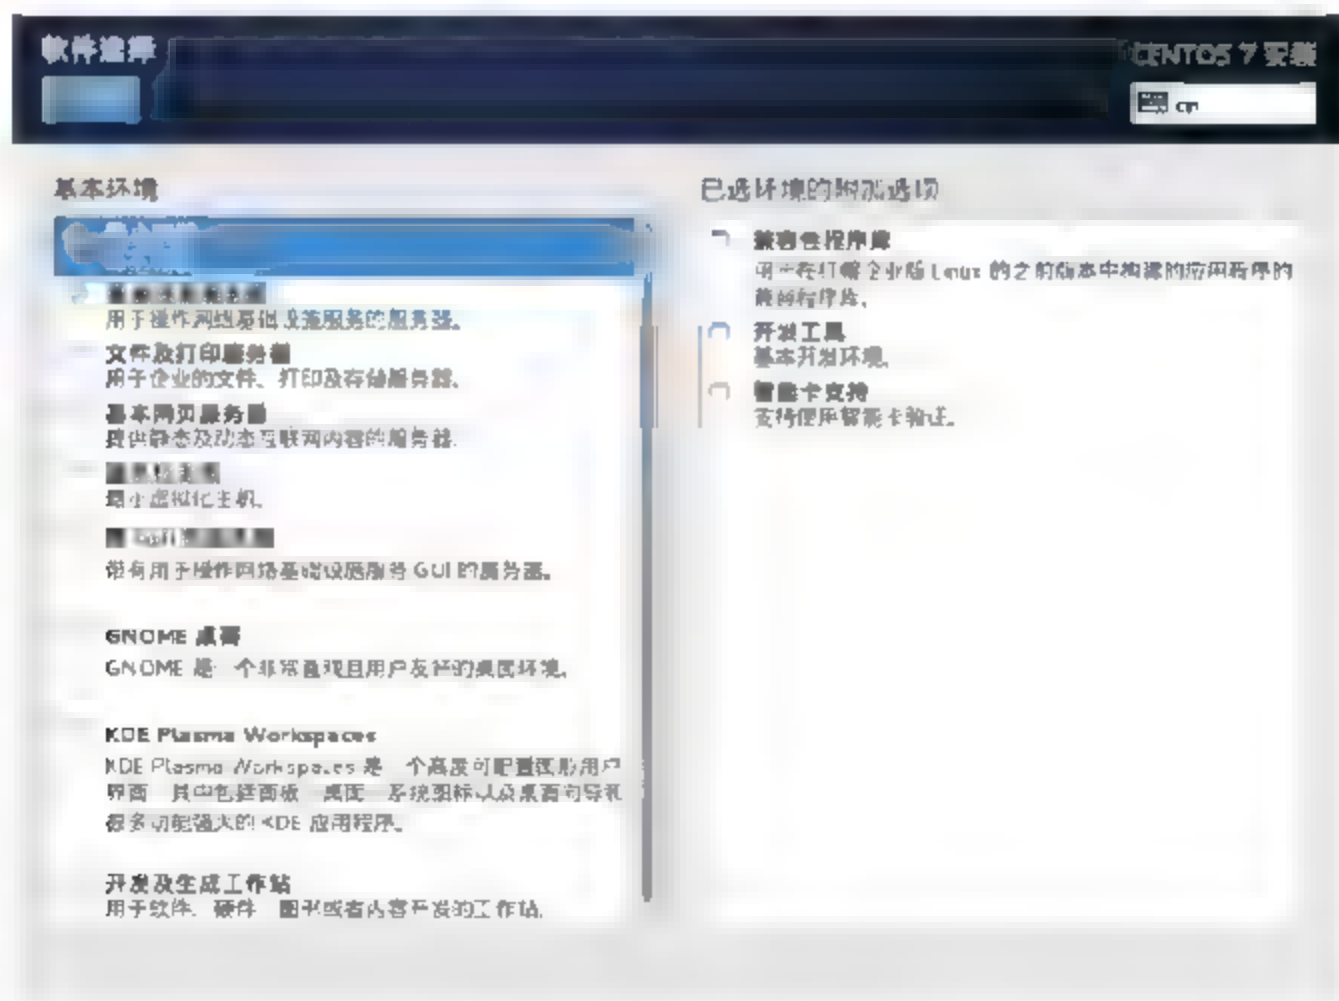 软件选择
CENTOS 7 安装
cn
基本环境
用于操作网络基础设施服务的服务器。
文件及打印服务器
用于企业的文件、打印及存储服务器。
基本网页服务器
提供静态及动态互联网内容的服务器。
最小虚拟化主机。
带有用于操作网络基础设施服务 GUI 的服务器。
GNOME 桌面
GNOME 是一个非常直观且用户友好的桌面环境。
KDE Plasma Workspaces
KDE Plasma Workspaces 是一个高度可配置图形用户
界面，其中包括面板、桌面、系统图标以及桌面向导和
很多功能强大的 KDE 应用程序。
开发及生成工作站
用于软件、硬件、图形或者内容开发的工作站。
已选环境的附加选项
兼容性程序库
用于在红帽企业版 Linux 的之前版本中构建的应用程序的
兼容程序库。
开发工具
基本开发环境。
智能卡支持
支持使用智能卡验证。